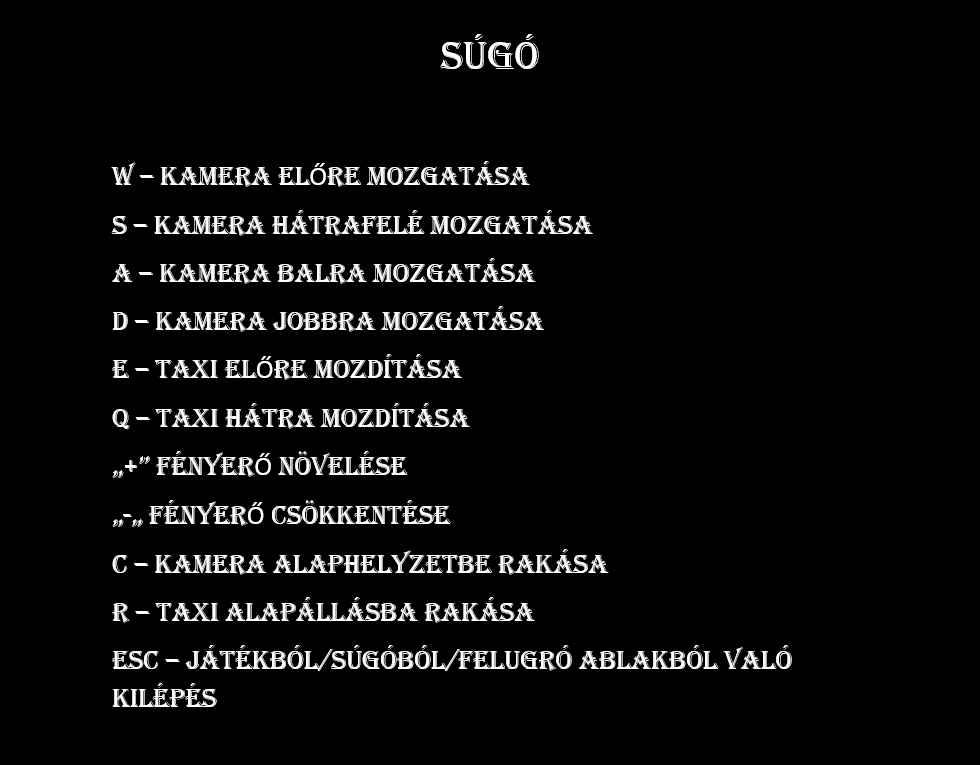 SÚGÓ
W – KAMERA ELŐRE MOZGATÁSA
S – KAMERA HÁTRAFELÉ MOZGATÁSA
A – KAMERA BALRA MOZGATÁSA
D – KAMERA JOBBRA MOZGATÁSA
E – TAXI ELŐRE MOZDÍTÁSA
Q – TAXI HÁTRA MOZDÍTÁSA
„+” FÉNYERŐ NÖVELÉSE
„-„ FÉNYERŐ CSÖKKENTÉSE
C – KAMERA ALAPHELYZETBE RAKÁSA
R – TAXI ALAPÁLLÁSBA RAKÁSA
ESC – JÁTÉKBÓL/SÚGÓBÓL/FELUGRÓ ABLAKBÓL VALÓ
KILÉPÉS